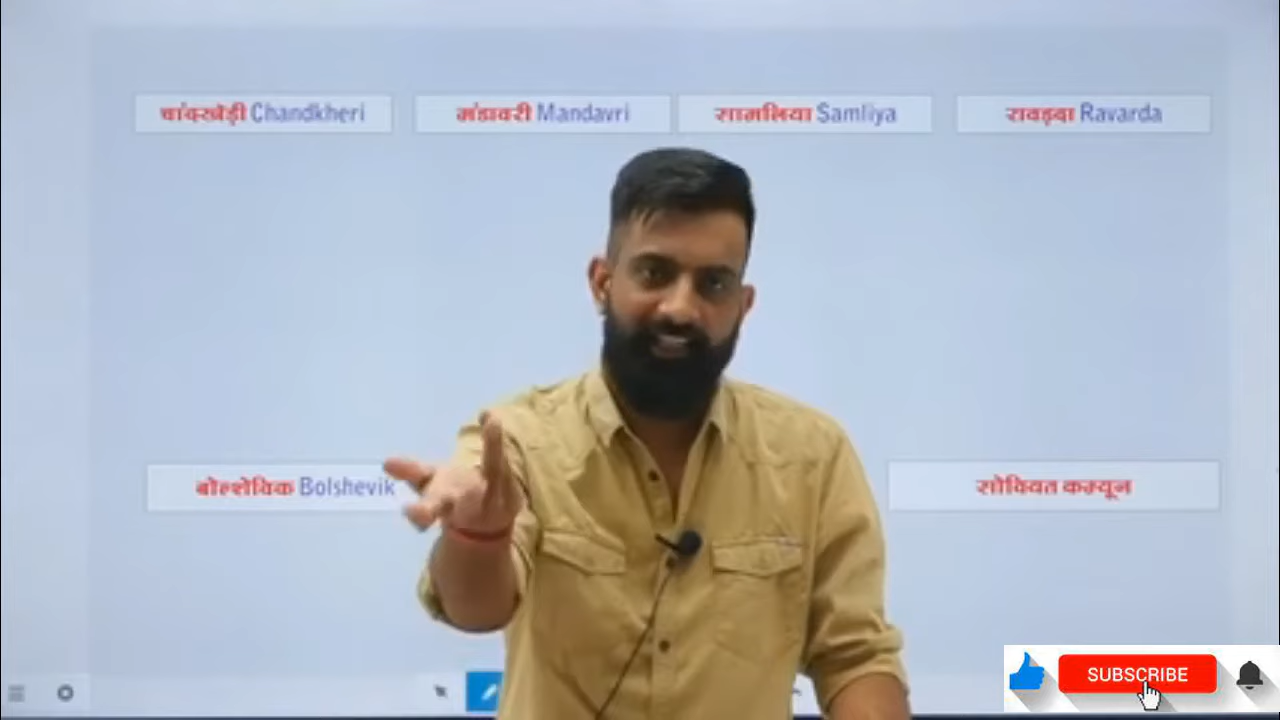 चांदखेड़ी Chandkheri
मंडावरी Mandavri
सामलिया Samliya
रावड़दा Ravarda
बोल्शेविक Bolshevik
सोवियत कम्यून
SUBSCRIBE